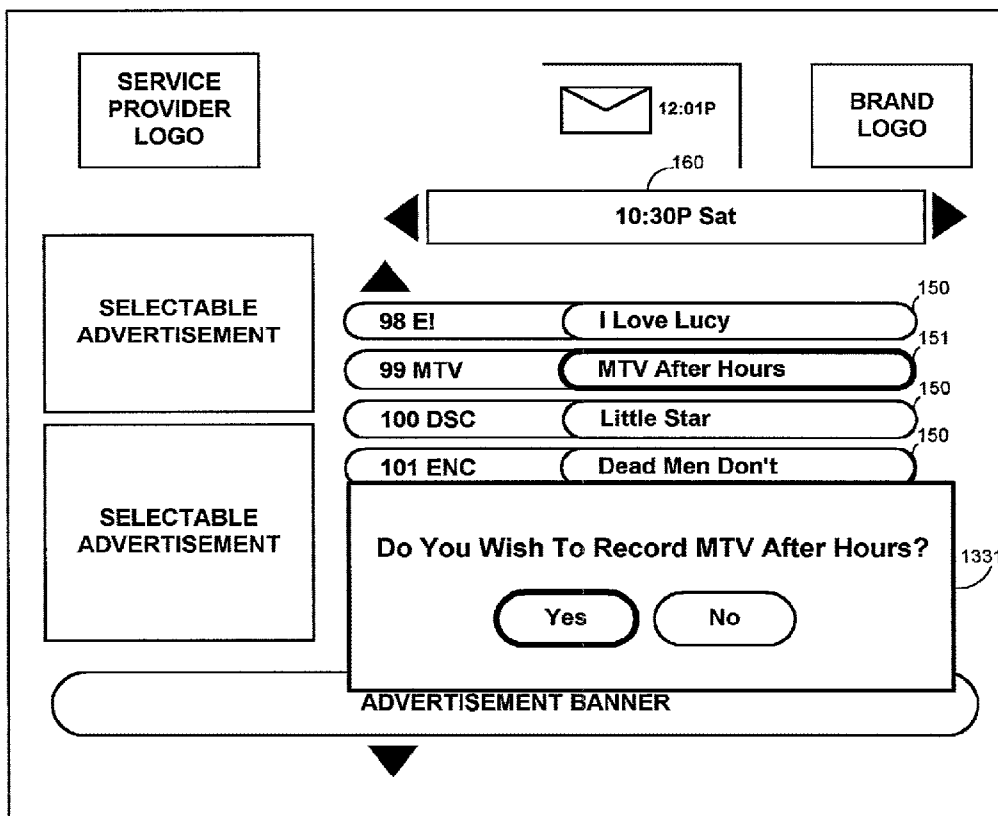 SERVICE
PROVIDER
LOGO
12:01P
BRAND
LOGO
160
10:30P Sat
SELECTABLE
ADVERTISEMENT
150
98 E! I Love Lucy
151
99 MTV MTV After Hours
150
100 DSC Little Star
150
101 ENC Dead Men Don't
SELECTABLE
ADVERTISEMENT
Do You Wish To Record MTV After Hours?
1331
Yes No
ADVERTISEMENT BANNER